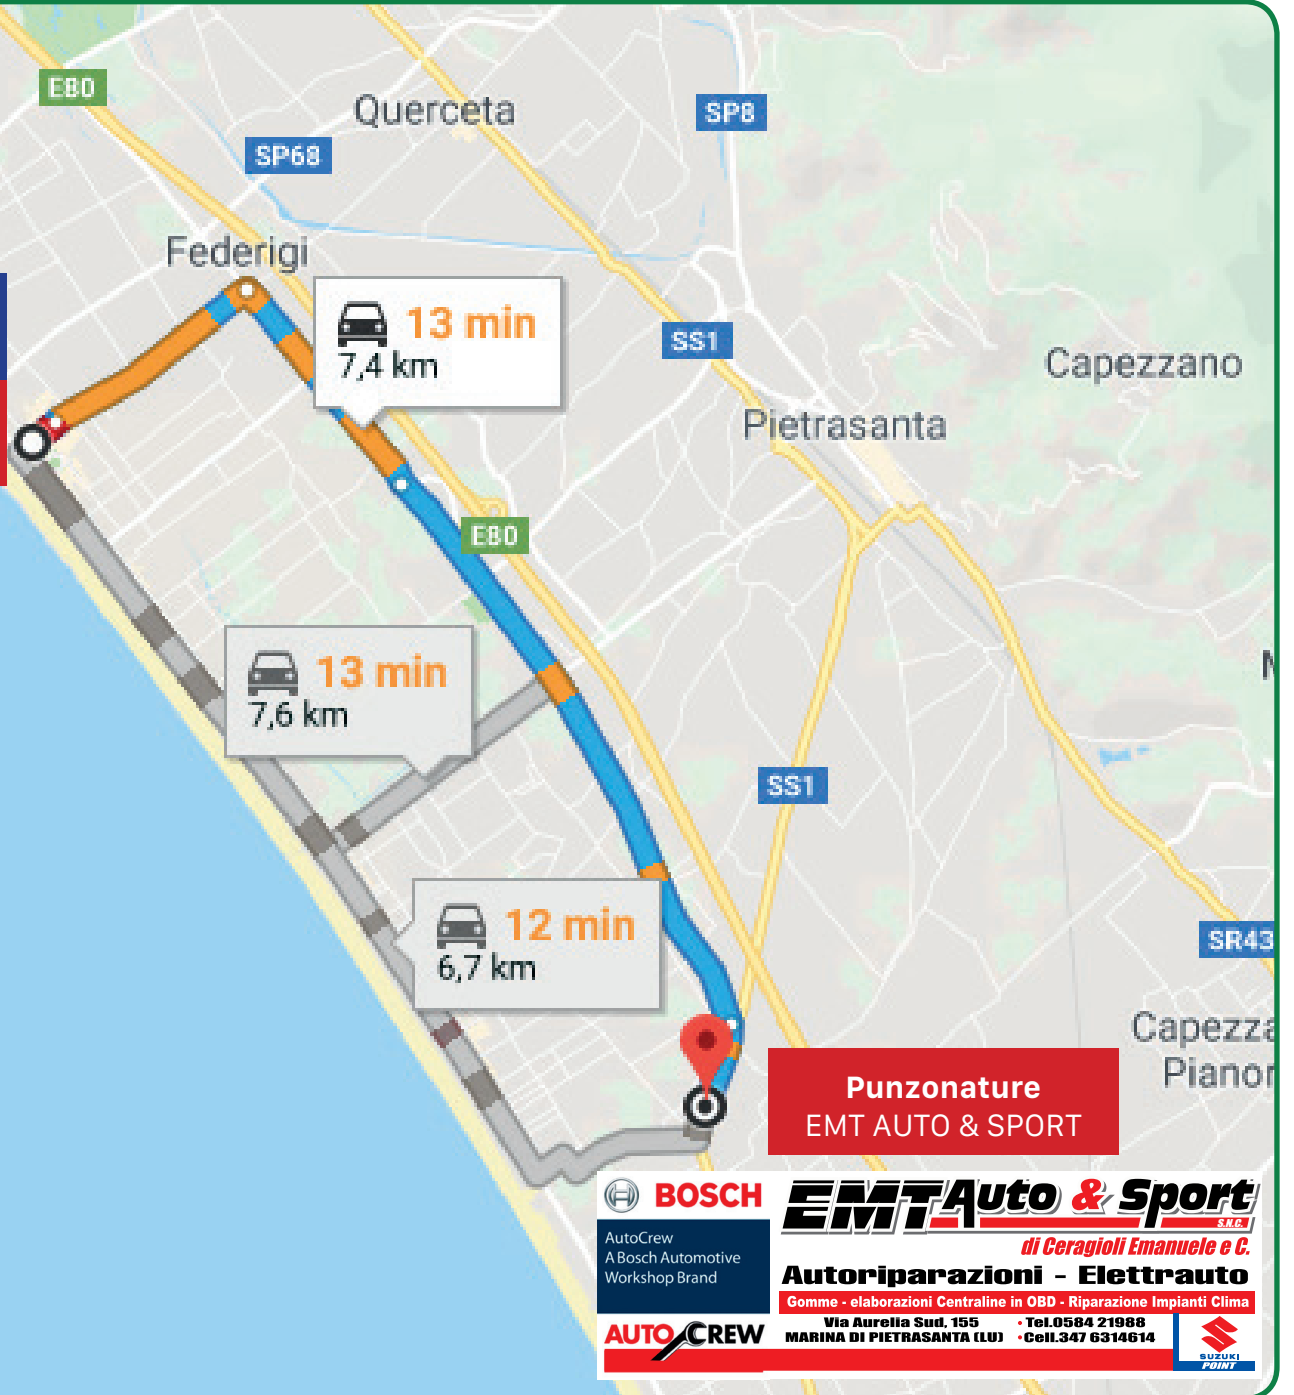 E80
Querceta
SP8
SP68
Federigi
13 min
7,4 km
SS1
Capezzano
Pietrasanta
E80
13 min
7,6 km
SS1
12 min
6,7 km
SR43
Capezza
Pianor
Punzonature
EMT AUTO & SPORT
BOSCH
AutoCrew
A Bosch Automotive
Workshop Brand
AUTO CREW
EMT Auto & Sport
S.N.C.
di Ceragioli Emanuele e C.
Autoriparazioni - Elettrauto
Gomme - elaborazioni Centraline in OBD - Riparazione Impianti Clima
Via Aurelia Sud, 155 • Tel.0584 21988
MARINA DI PIETRASANTA (LU) • Cell.347 6314614
SUZUKI
POINT